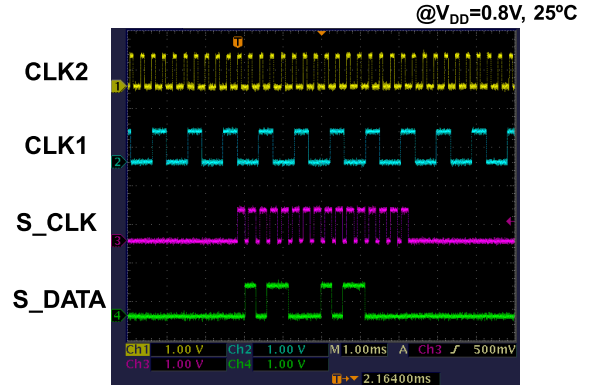 @VDD=0.8V, 25ºC
CLK2
T
1
CLK1
2
S_CLK
3
S_DATA
4
Ch1 1.00 V Ch2 1.00 V M 1.00ms A Ch3 ∫ 500mV
Ch3 1.00 V Ch4 1.00 V
T→▼ 2.16400ms